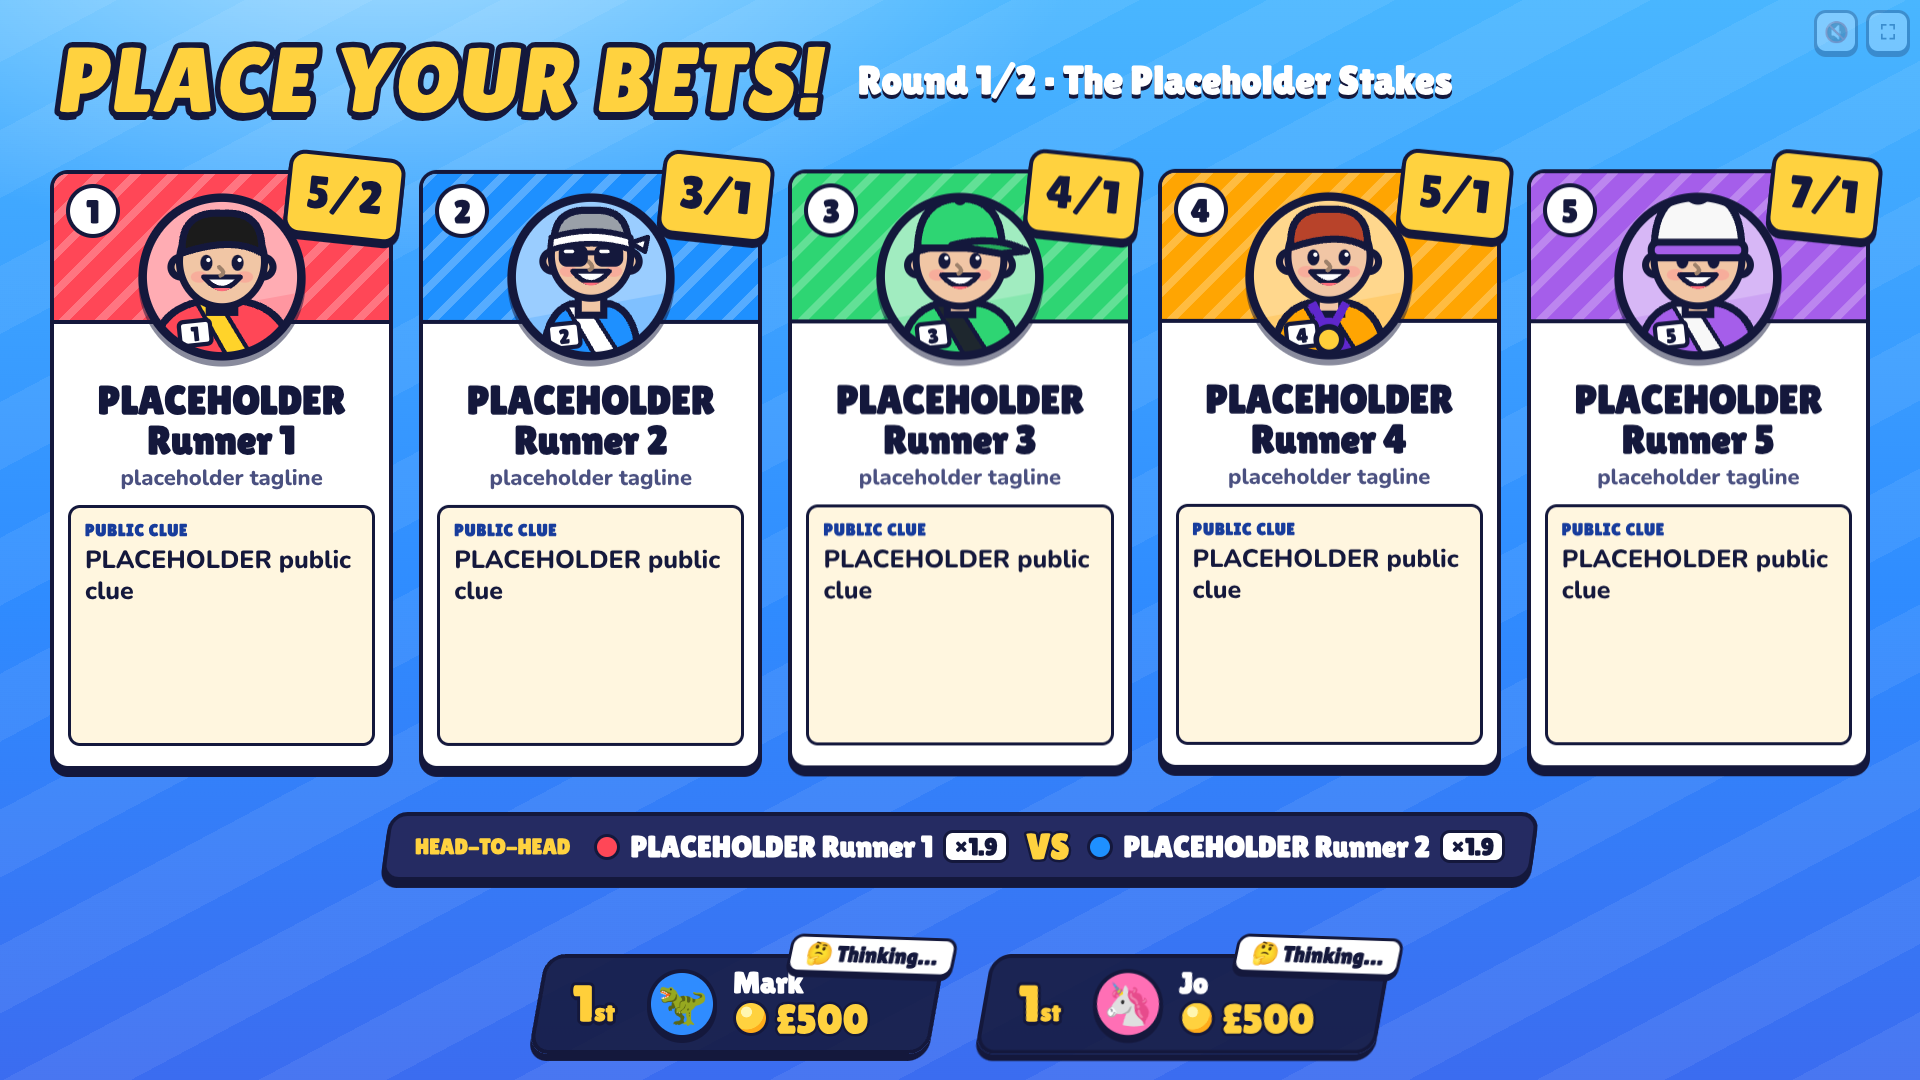 PLACE YOUR BETS!
Round 1/2 · The Placeholder Stakes
1
5/2
1
PLACEHOLDER
Runner 1
placeholder tagline
PUBLIC CLUE
PLACEHOLDER public
clue
2
3/1
2
PLACEHOLDER
Runner 2
placeholder tagline
PUBLIC CLUE
PLACEHOLDER public
clue
3
4/1
3
PLACEHOLDER
Runner 3
placeholder tagline
PUBLIC CLUE
PLACEHOLDER public
clue
4
5/1
4
PLACEHOLDER
Runner 4
placeholder tagline
PUBLIC CLUE
PLACEHOLDER public
clue
5
7/1
5
PLACEHOLDER
Runner 5
placeholder tagline
PUBLIC CLUE
PLACEHOLDER public
clue
HEAD-TO-HEAD PLACEHOLDER Runner 1 ×1.9 VS PLACEHOLDER Runner 2 ×1.9
🤔 Thinking...
1st
Mark
£500
🤔 Thinking...
1st
Jo
£500